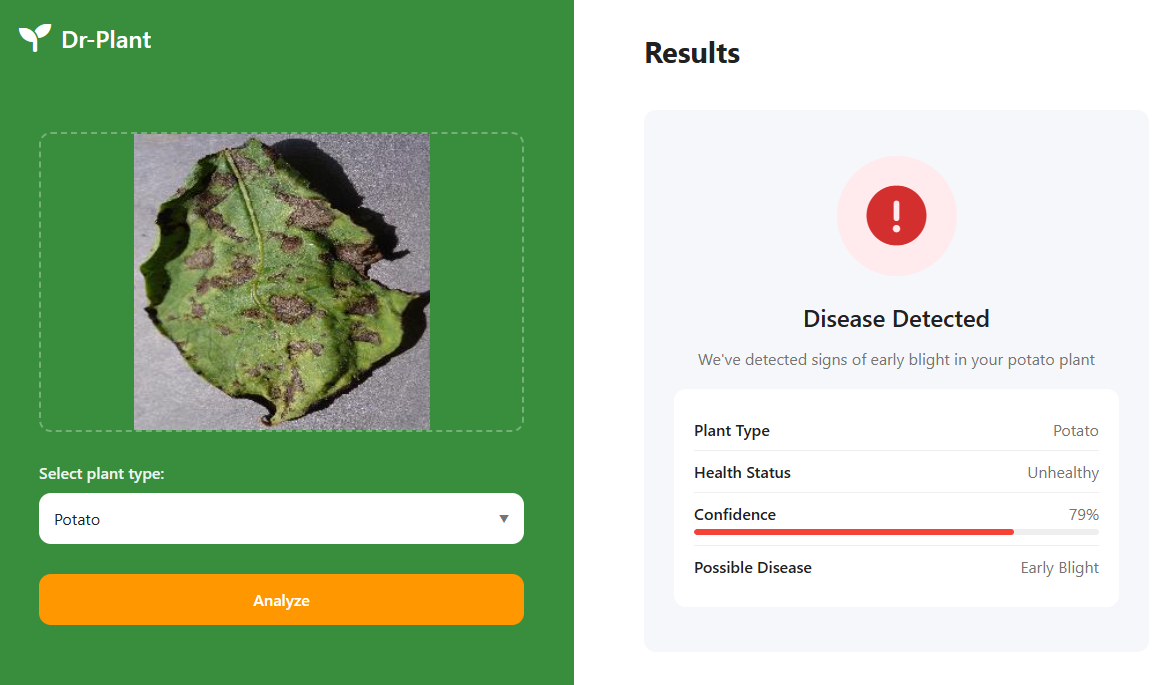 Dr-Plant
Select plant type:
Potato
Analyze
Results
Disease Detected
We've detected signs of early blight in your potato plant
Plant Type Potato
Health Status Unhealthy
Confidence 79%
Possible Disease Early Blight